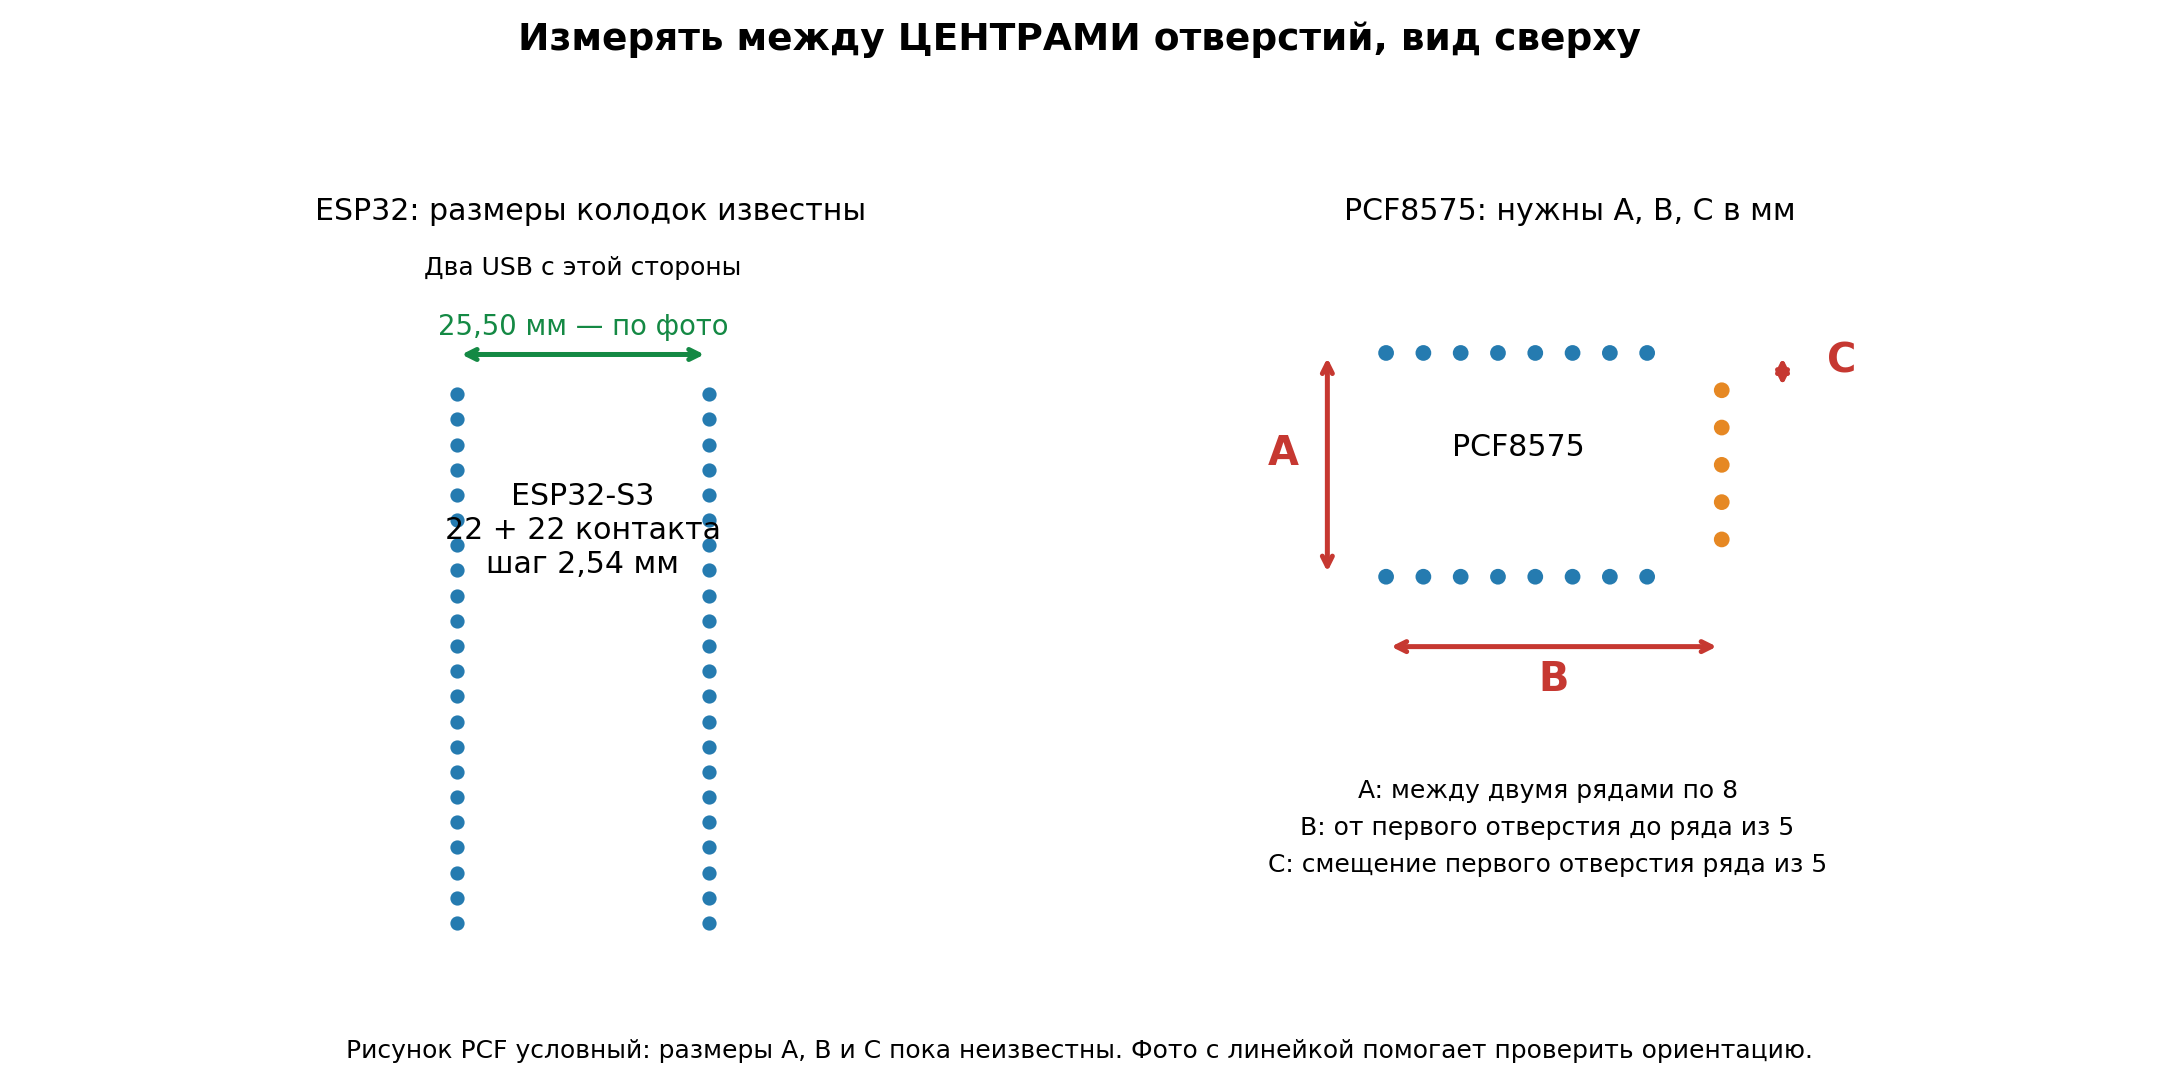 Измерять между ЦЕНТРАМИ отверстий, вид сверху
ESP32: размеры колодок известны
Два USB с этой стороны
25,50 мм — по фото
ESP32-S3
22 + 22 контакта
шаг 2,54 мм
PCF8575: нужны A, B, C в мм
C
A
PCF8575
B
A: между двумя рядами по 8
B: от первого отверстия до ряда из 5
C: смещение первого отверстия ряда из 5
Рисунок PCF условный: размеры A, B и C пока неизвестны. Фото с линейкой помогает проверить ориентацию.